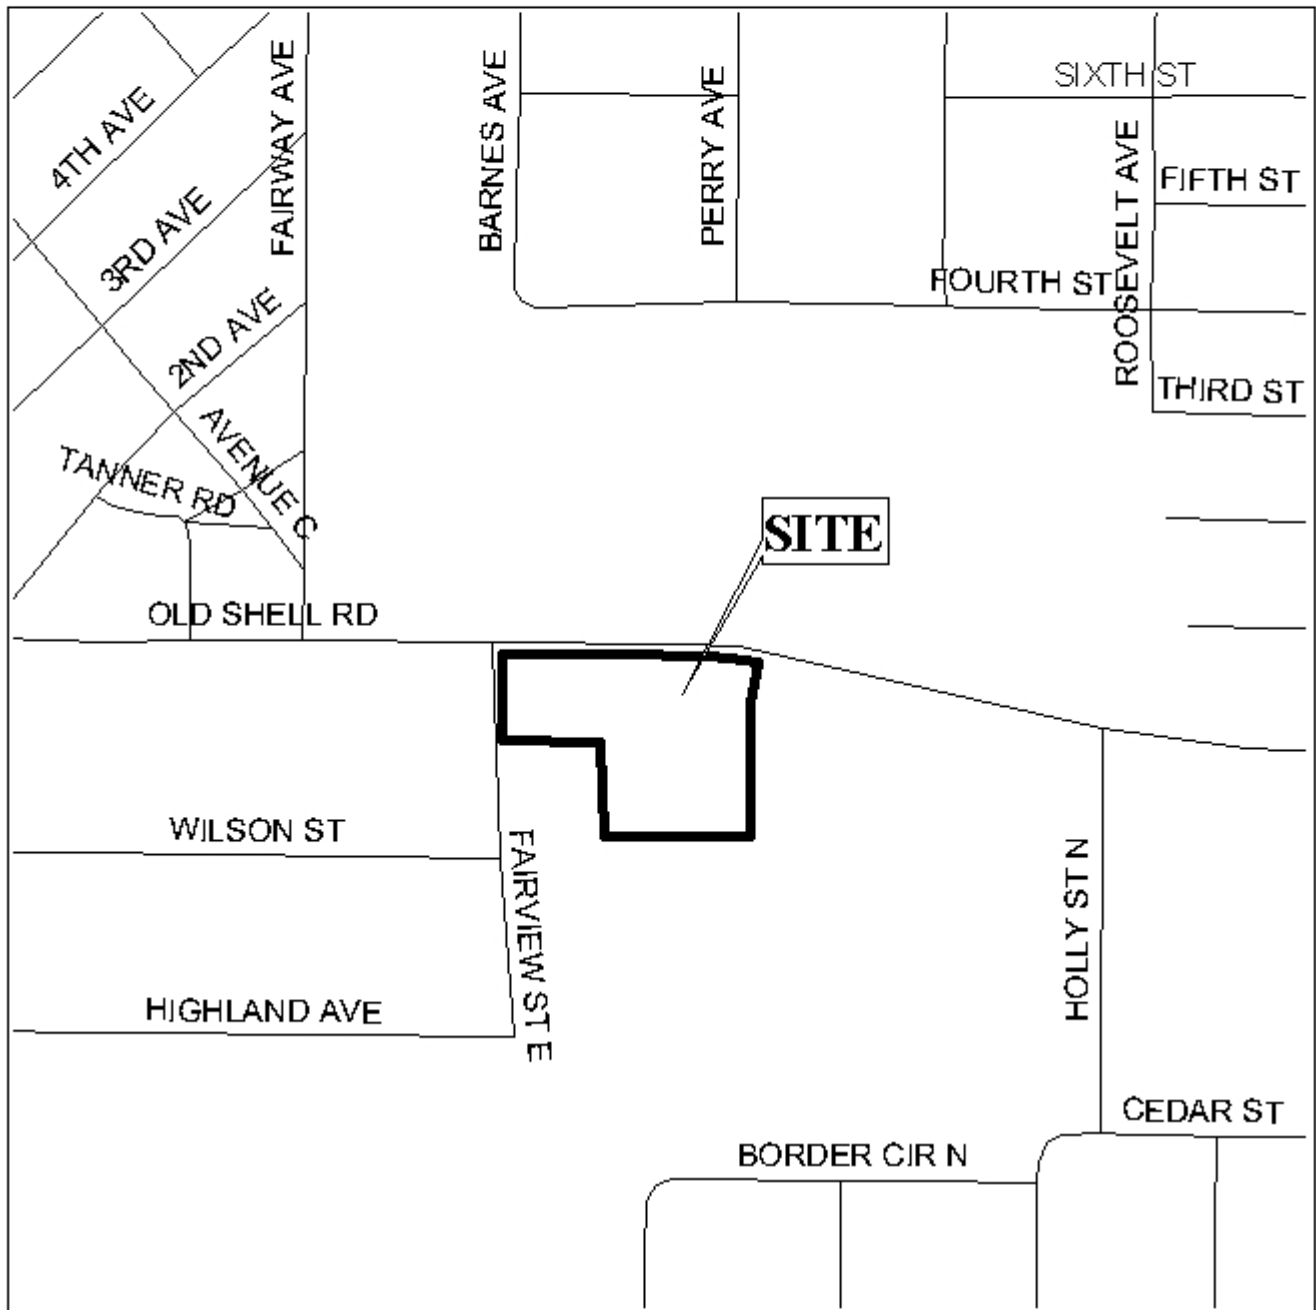 SIXTH ST
4TH AVE
FAIRWAY AVE
BARNES AVE
PERRY AVE
ROOSEVELT AVE
FIFTH ST
3RD AVE
FOURTH ST
2ND AVE
THIRD ST
AVENUE C
TANNER RD
SITE
OLD SHELL RD
WILSON ST
FAIRVIEW ST E
HOLLY ST N
HIGHLAND AVE
CEDAR ST
BORDER CIR N